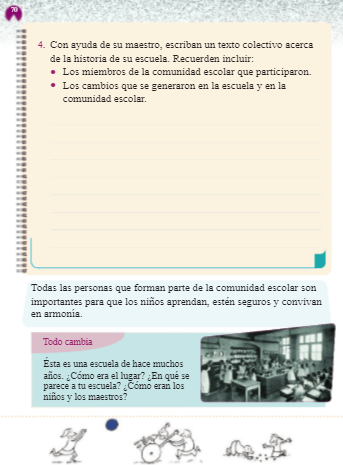 70
4. Con ayuda de su maestro, escriban un texto colectivo acerca
de la historia de su escuela. Recuerden incluir:
• Los miembros de la comunidad escolar que participaron.
• Los cambios que se generaron en la escuela y en la
comunidad escolar.
Todas las personas que forman parte de la comunidad escolar son
importantes para que los niños aprendan, estén seguros y convivan
en armonía.
Todo cambia
Ésta es una escuela de hace muchos
años. ¿Cómo era el lugar? ¿En qué se
parece a tu escuela? ¿Cómo eran los
niños y los maestros?